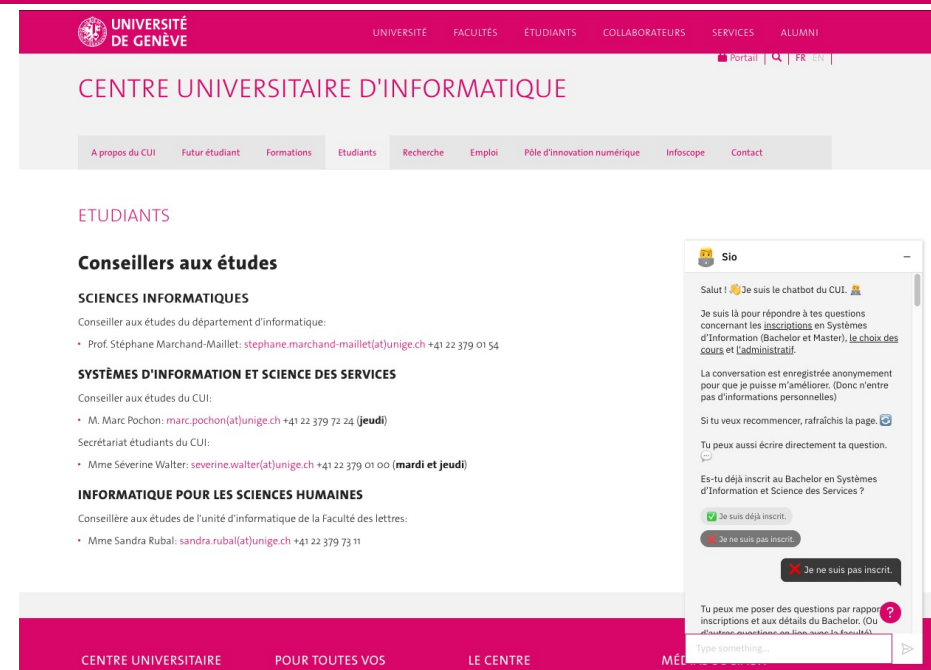 UNIVERSITÉ
DE GENÈVE
UNIVERSITÉ FACULTÉS ÉTUDIANTS COLLABORATEURS SERVICES ALUMNI
Portail FR EN
CENTRE UNIVERSITAIRE D'INFORMATIQUE
A propos du CUI Futur étudiant Formations Etudiants Recherche Emploi Pôle d'innovation numérique Infoscope Contact
ETUDIANTS
Conseillers aux études
SCIENCES INFORMATIQUES
Conseiller aux études du département d'informatique:
• Prof. Stéphane Marchand-Maillet: stephane.marchand-maillet(at)unige.ch +41 22 379 01 54
SYSTÈMES D'INFORMATION ET SCIENCE DES SERVICES
Conseiller aux études du CUI:
• M. Marc Pochon: marc.pochon(at)unige.ch +41 22 379 72 24 (jeudi)
Secrétariat étudiants du CUI:
• Mme Séverine Walter: severine.walter(at)unige.ch +41 22 379 01 00 (mardi et jeudi)
INFORMATIQUE POUR LES SCIENCES HUMAINES
Conseillère aux études de l'unité d'informatique de la Faculté des lettres:
• Mme Sandra Rubal: sandra.rubal(at)unige.ch +41 22 379 73 11
Sio
Salut ! 👋Je suis le chatbot du CUI. 👨‍💻
Je suis là pour répondre à tes questions
concernant les inscriptions en Systèmes
d'Information (Bachelor et Master), le choix des
cours et l'administratif.
La conversation est enregistrée anonymement
pour que je puisse m'améliorer. (Donc n'entre
pas d'informations personnelles)
Si tu veux recommencer, rafraîchis la page. 🔄
Tu peux aussi écrire directement ta question.
💬
Es-tu déjà inscrit au Bachelor en Systèmes
d'Information et Science des Services ?
✅ Je suis déjà inscrit.
❌ Je ne suis pas inscrit.
❌ Je ne suis pas inscrit.
Tu peux me poser des questions par rappor
?
inscriptions et aux détails du Bachelor. (Ou
d'autres questions en lien avec la faculté)
Type something...
CENTRE UNIVERSITAIRE POUR TOUTES VOS LE CENTRE